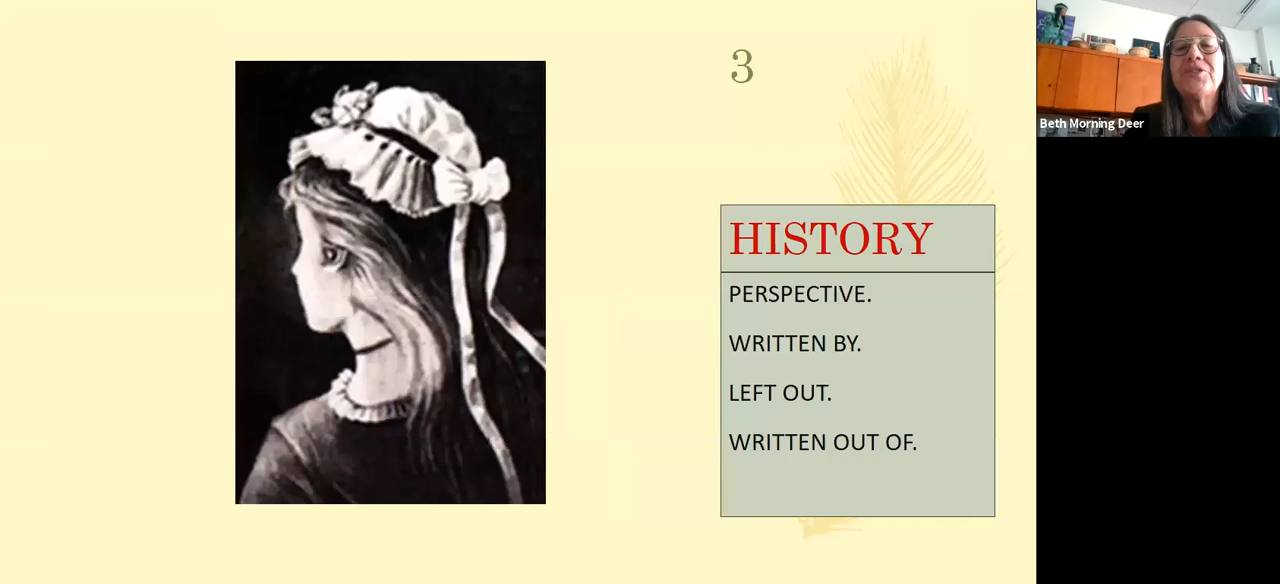 3
HISTORY
PERSPECTIVE.
WRITTEN BY.
LEFT OUT.
WRITTEN OUT OF.
Beth Morning Deer